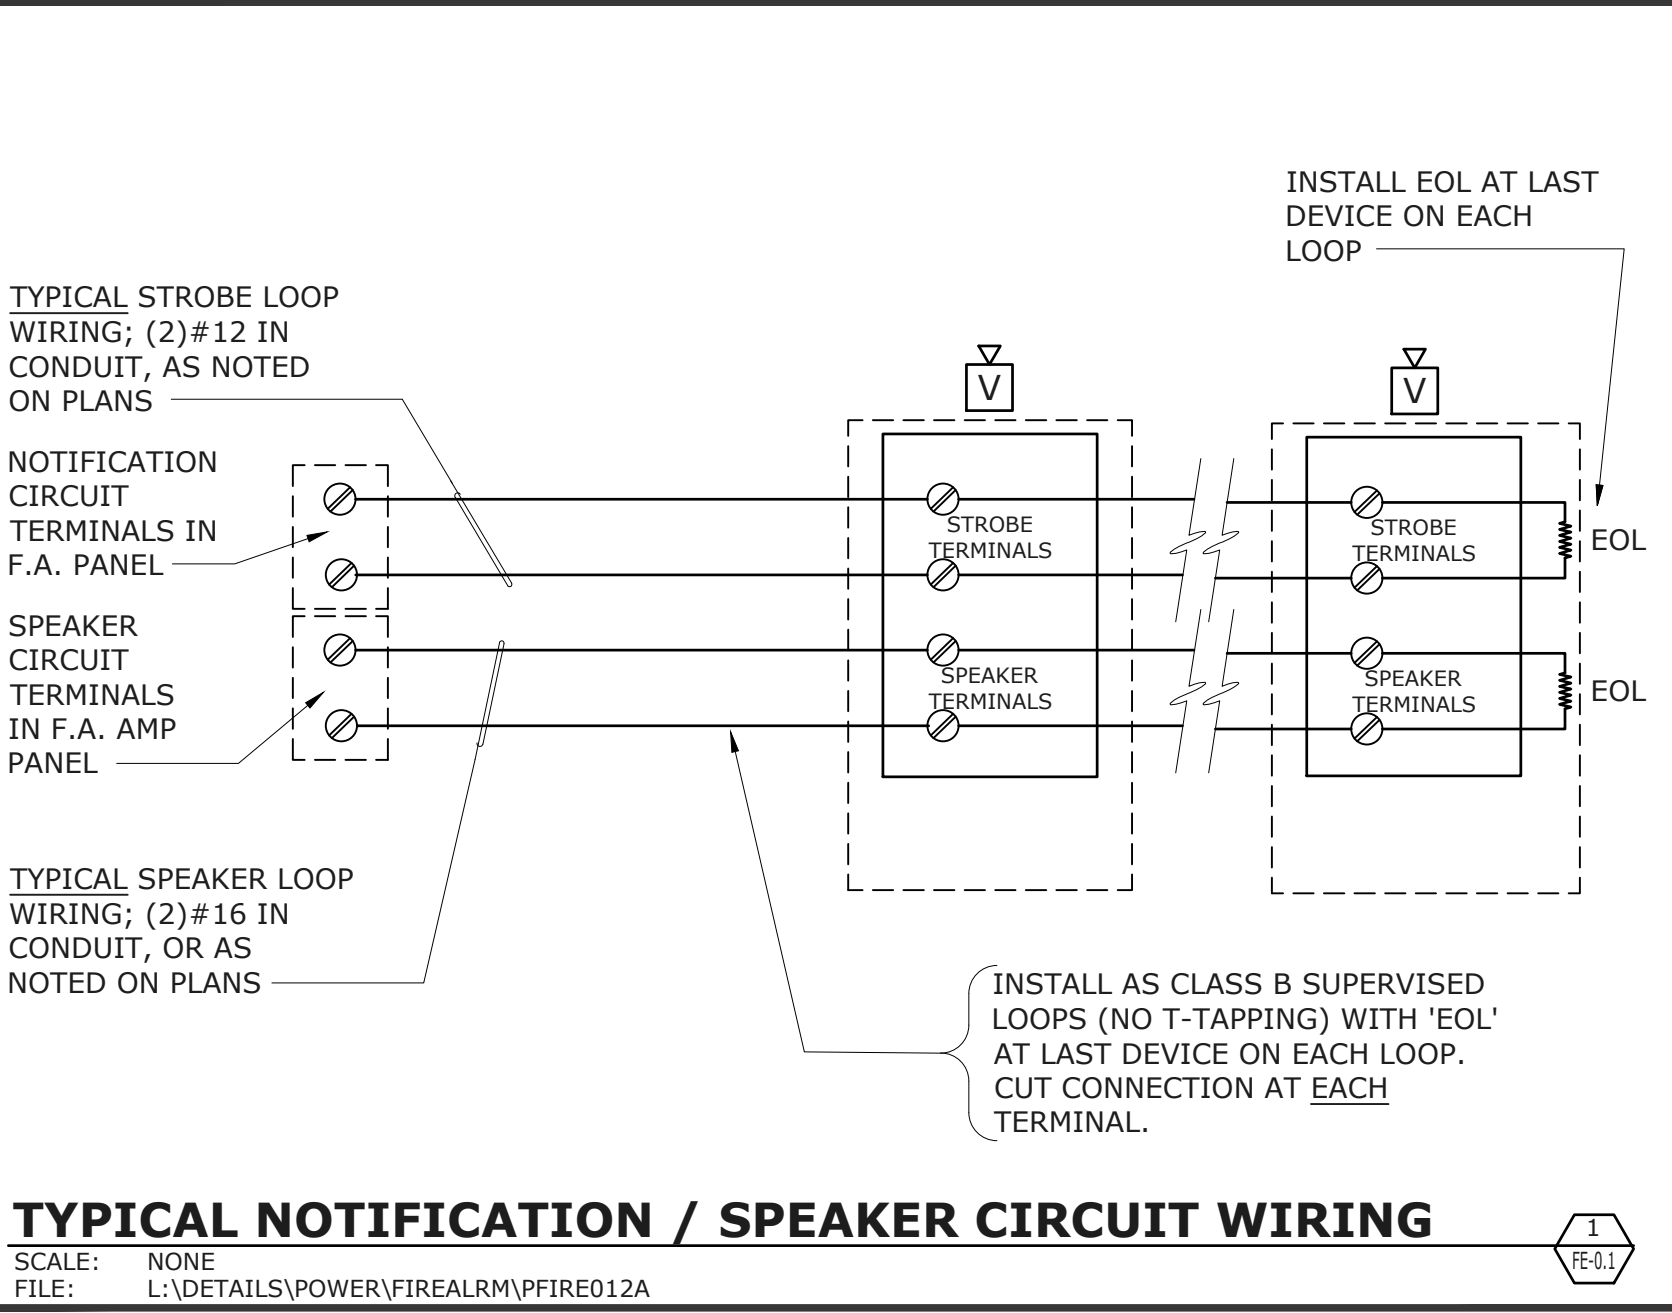 INSTALL EOL AT LAST
DEVICE ON EACH
LOOP
TYPICAL STROBE LOOP
WIRING; (2)#12 IN
CONDUIT, AS NOTED
ON PLANS
V
V
NOTIFICATION
CIRCUIT
TERMINALS IN
F.A. PANEL
STROBE
TERMINALS
STROBE
TERMINALS
EOL
SPEAKER
CIRCUIT
TERMINALS
IN F.A. AMP
PANEL
SPEAKER
TERMINALS
SPEAKER
TERMINALS
EOL
TYPICAL SPEAKER LOOP
WIRING; (2)#16 IN
CONDUIT, OR AS
NOTED ON PLANS
INSTALL AS CLASS B SUPERVISED
LOOPS (NO T-TAPPING) WITH 'EOL'
AT LAST DEVICE ON EACH LOOP.
CUT CONNECTION AT EACH
TERMINAL.
TYPICAL NOTIFICATION / SPEAKER CIRCUIT WIRING
1
FE-0.1
SCALE: NONE
FILE: L:\DETAILS\POWER\FIREALRM\PFIRE012A